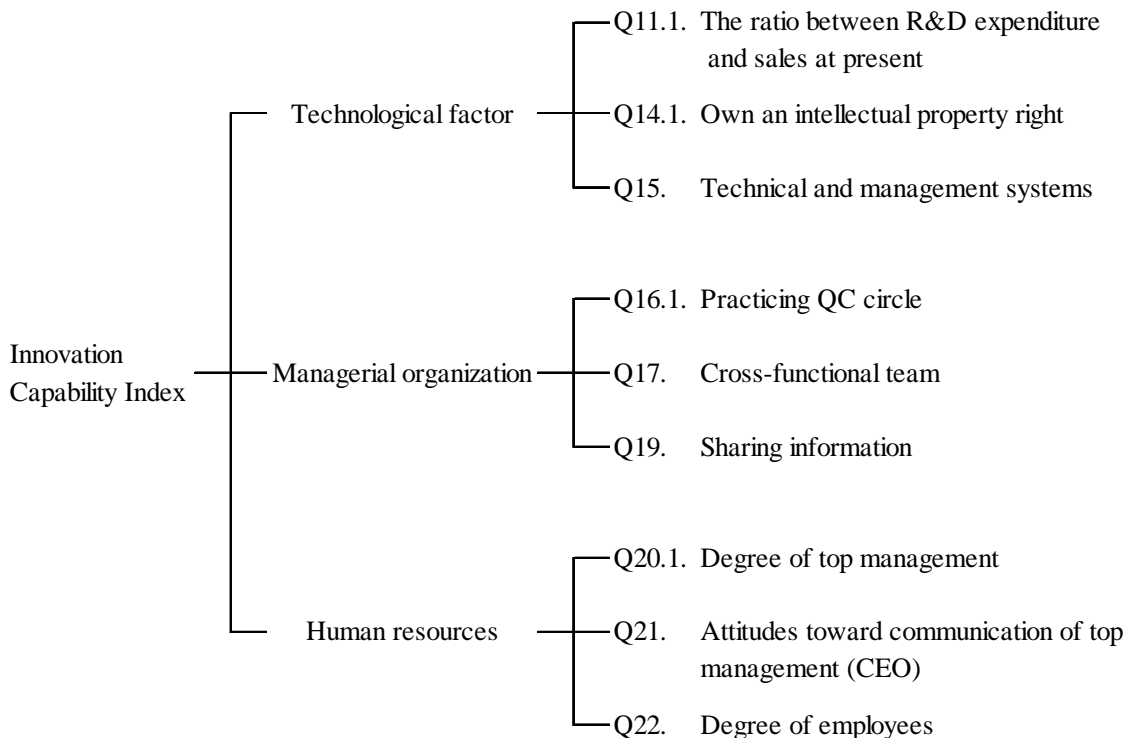 Q11.1. The ratio between R&D expenditure
and sales at present
Technological factor
Q14.1. Own an intellectual property right
Q15. Technical and management systems
Q16.1. Practicing QC circle
Innovation
Capability Index
Managerial organization
Q17. Cross-functional team
Q19. Sharing information
Q20.1. Degree of top management
Human resources
Q21. Attitudes toward communication of top
management (CEO)
Q22. Degree of employees